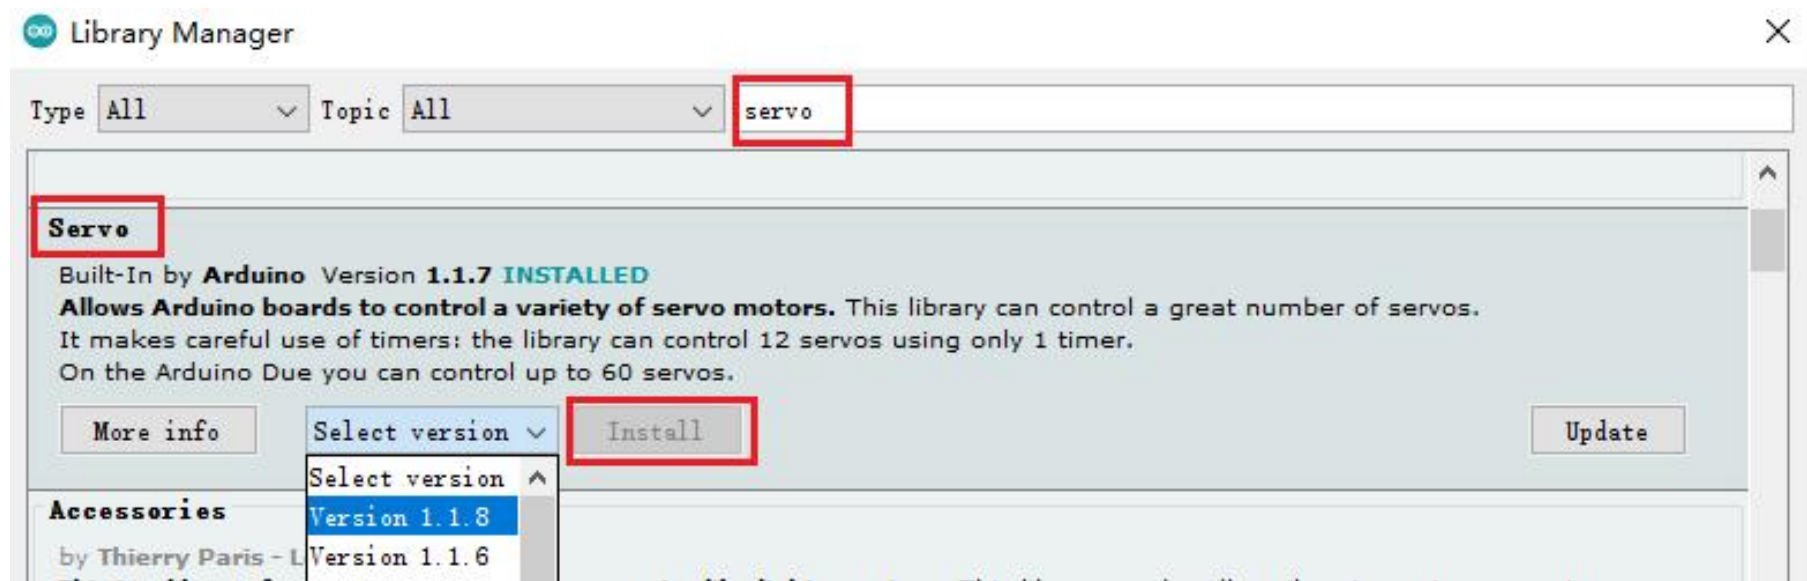 Library Manager
Type All Topic All servo
Servo
Built-In by Arduino Version 1.1.7 INSTALLED
Allows Arduino boards to control a variety of servo motors. This library can control a great number of servos.
It makes careful use of timers: the library can control 12 servos using only 1 timer.
On the Arduino Due you can control up to 60 servos.
More info Select version Install Update
Select version
Accessories
Version 1.1.8
by Thierry Paris -
Version 1.1.6